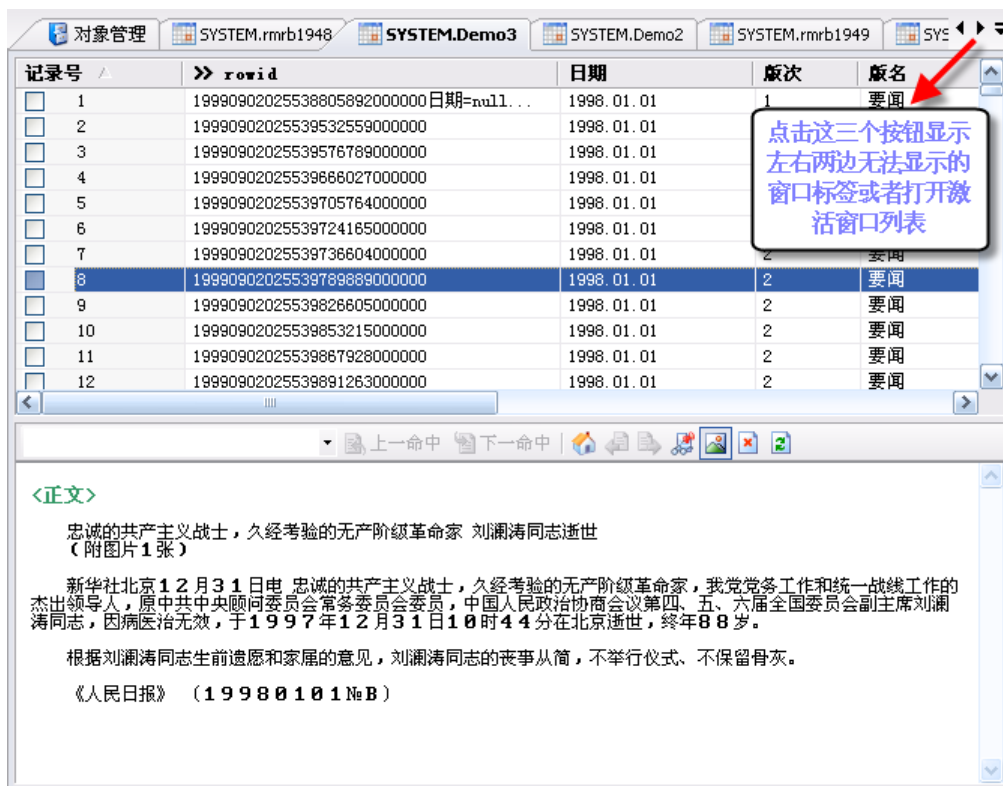 对象管理 SYSTEM.rmrb1948 SYSTEM.Demo3 SYSTEM.Demo2 SYSTEM.rmrb1949 SYS
记录号 >> rowid 日期 版次 版名
1 19990902025538805892000000日期=null... 1998.01.01 1 要闻
2 19990902025539532559000000 1998.01.01
3 19990902025539576789000000 1998.01.01
4 19990902025539666027000000 1998.01.01
5 19990902025539705764000000 1998.01.01
6 19990902025539724165000000 1998.01.01
7 19990902025539736604000000 1998.01.01 2 要闻
8 19990902025539789889000000 1998.01.01 2 要闻
9 19990902025539826605000000 1998.01.01 2 要闻
10 19990902025539853215000000 1998.01.01 2 要闻
11 19990902025539867928000000 1998.01.01 2 要闻
12 19990902025539891263000000 1998.01.01 2 要闻
点击这三个按钮显示
左右两边无法显示的
窗口标签或者打开激
活窗口列表
上一命中 下一命中
<正文>
忠诚的共产主义战士，久经考验的无产阶级革命家 刘澜涛同志逝世
（附图片１张）
新华社北京１２月３１日电 忠诚的共产主义战士，久经考验的无产阶级革命家，我党党务工作和统一战线工作的
杰出领导人，原中共中央顾问委员会常务委员会委员，中国人民政治协商会议第四、五、六届全国委员会副主席刘澜
涛同志，因病医治无效，于１９９７年１２月３１日１０时４４分在北京逝世，终年８８岁。
根据刘澜涛同志生前遗愿和家属的意见，刘澜涛同志的丧事从简，不举行仪式、不保留骨灰。
《人民日报》 （１９９８０１０１№Ｂ）